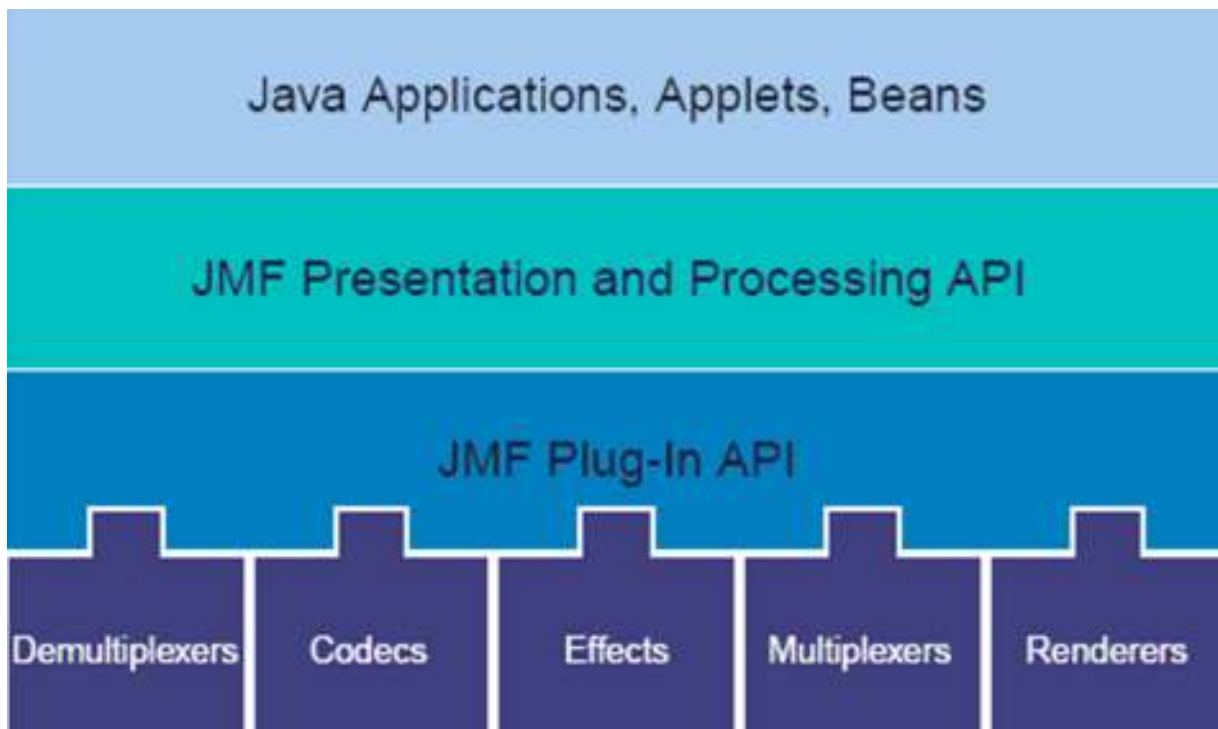 Java Applications, Applets, Beans
JMF Presentation and Processing API
JMF Plug-In API
Demultiplexers
Codecs
Effects
Multiplexers
Renderers